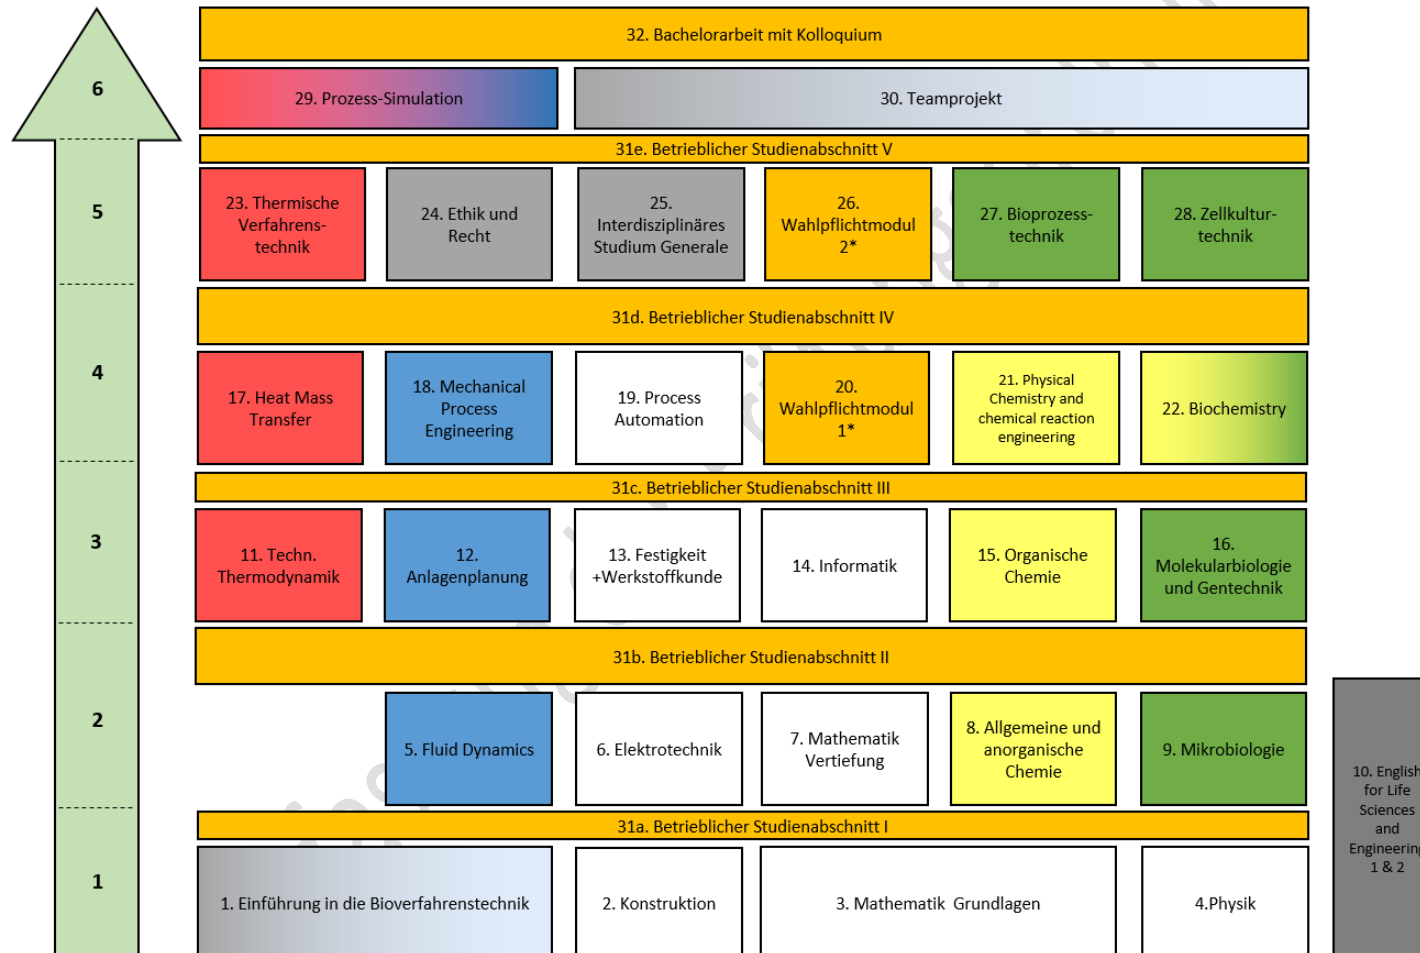 32. Bachelorarbeit mit Kolloquium
6
29. Prozess-Simulation
30. Teamprojekt
31e. Betrieblicher Studienabschnitt V
5
23. Thermische
Verfahrens-
technik
24. Ethik und
Recht
25.
Interdisziplinäres
Studium Generale
26.
Wahlpflichtmodul
2*
27. Bioprozess-
technik
28. Zellkultur-
technik
31d. Betrieblicher Studienabschnitt IV
4
17. Heat Mass
Transfer
18. Mechanical
Process
Engineering
19. Process
Automation
20.
Wahlpflichtmodul
1*
21. Physical
Chemistry and
chemical reaction
engineering
22. Biochemistry
31c. Betrieblicher Studienabschnitt III
3
11. Techn.
Thermodynamik
12.
Anlagenplanung
13. Festigkeit
+Werkstoffkunde
14. Informatik
15. Organische
Chemie
16.
Molekularbiologie
und Gentechnik
31b. Betrieblicher Studienabschnitt II
2
5. Fluid Dynamics
6. Elektrotechnik
7. Mathematik
Vertiefung
8. Allgemeine und
anorganische
Chemie
9. Mikrobiologie
10. English
for Life
Sciences
and
Engineering
1 & 2
31a. Betrieblicher Studienabschnitt I
1
1. Einführung in die Bioverfahrenstechnik
2. Konstruktion
3. Mathematik Grundlagen
4.Physik